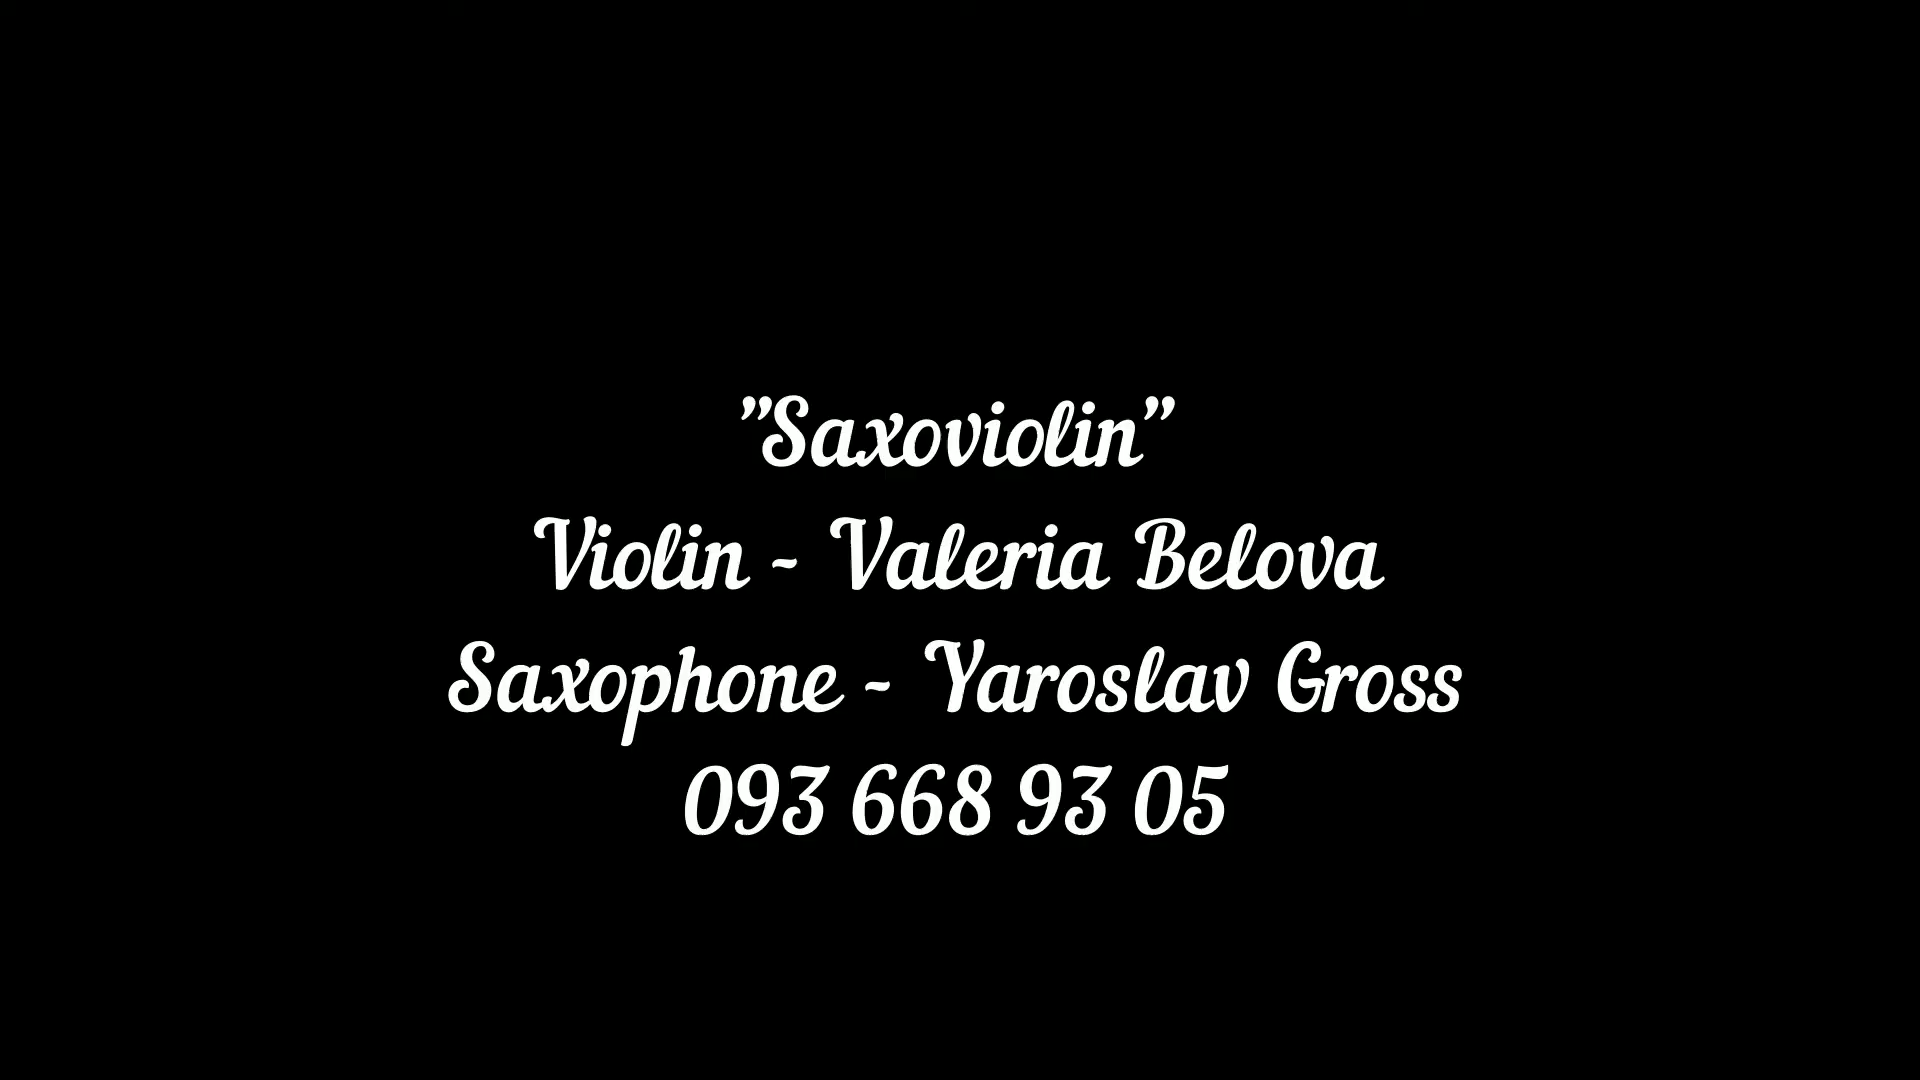 "Saxoviolin"
Violin - Valeria Belova
Saxophone - Yaroslav Gross
093 668 93 05